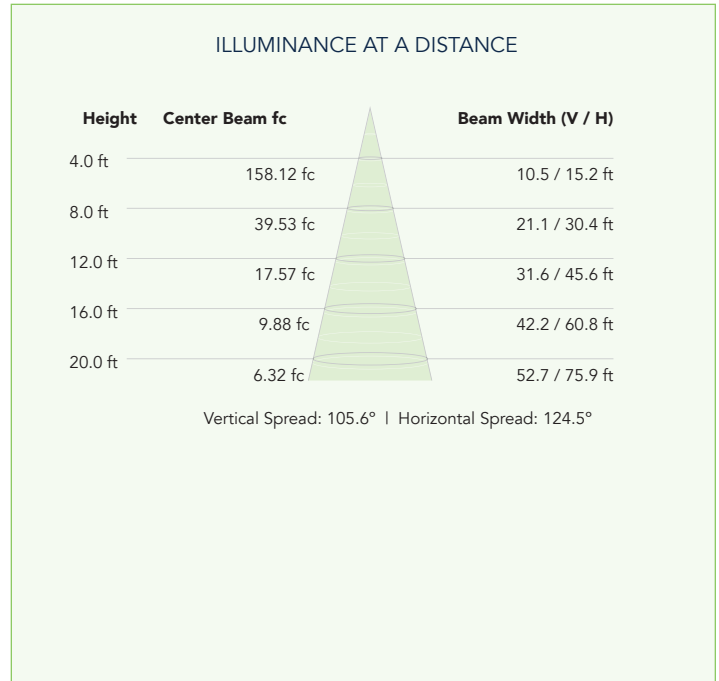 ILLUMINANCE AT A DISTANCE
Height Center Beam fc Beam Width (V / H)
4.0 ft
158.12 fc 10.5 / 15.2 ft
8.0 ft
39.53 fc 21.1 / 30.4 ft
12.0 ft
17.57 fc 31.6 / 45.6 ft
16.0 ft
9.88 fc 42.2 / 60.8 ft
20.0 ft
6.32 fc 52.7 / 75.9 ft
Vertical Spread: 105.6º | Horizontal Spread: 124.5º